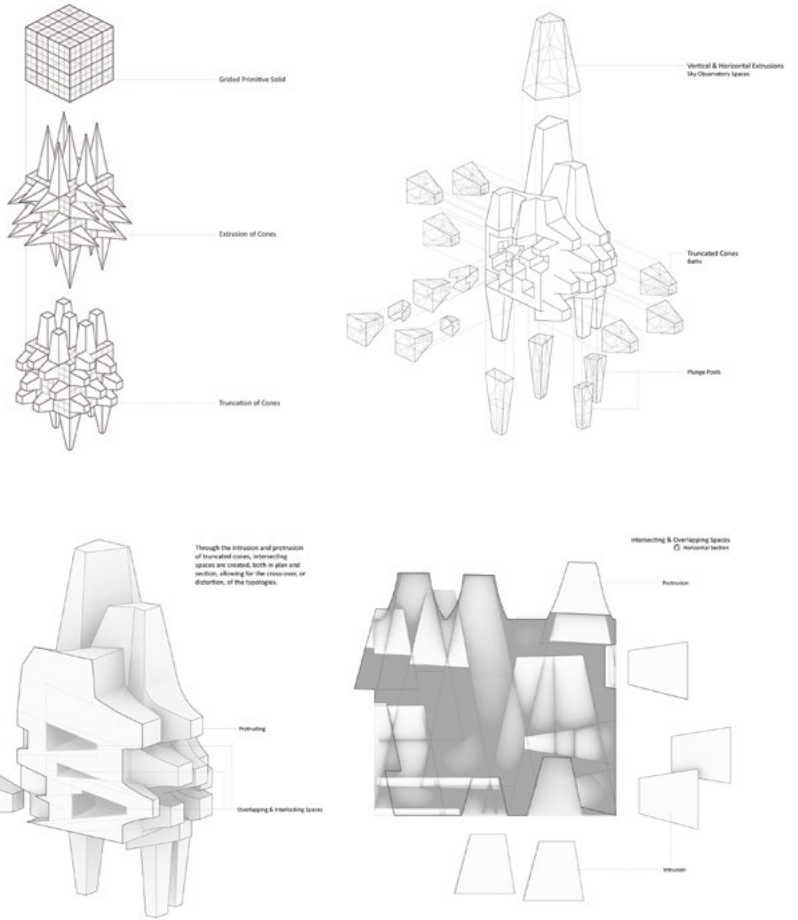 Grided Primitive Solid
Extrusion of Cones
Truncation of Cones
Vertical & Horizontal Extrusions
Sky Observatory Spaces
Truncated Cones
Baths
Plunge Pools
Through the intrusion and protrusion
of truncated cones, intersecting
spaces are created, both in plan and
section, allowing for the cross-over, or
distortion, of the typologies.
Protruding
Overlapping & Interlocking Spaces
Intersecting & Overlapping Spaces
Horizontal Section
Protrusion
Intrusion